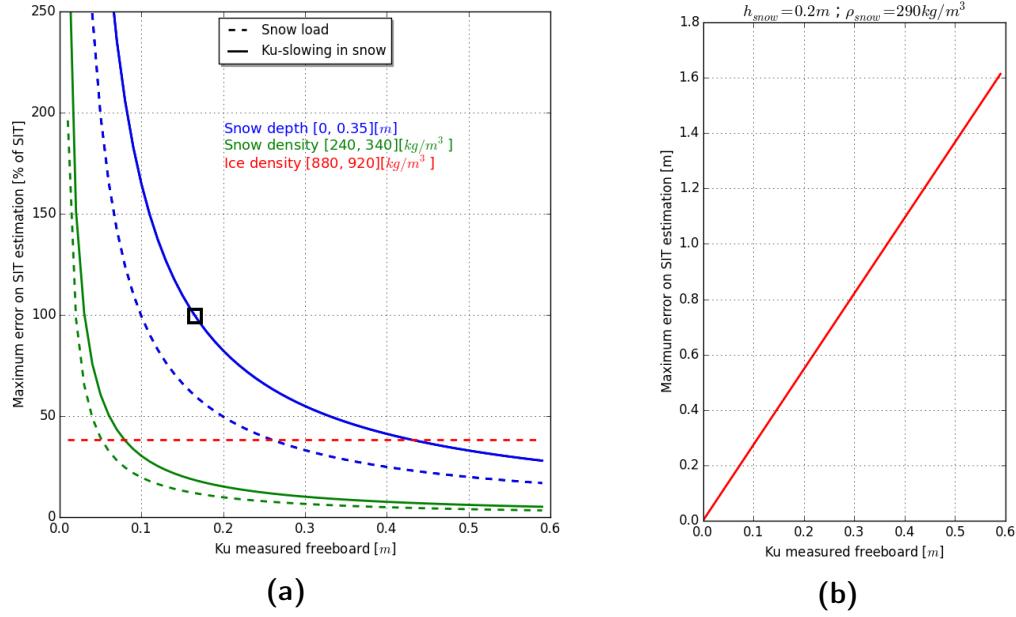 Snow load
Ku-slowing in snow
Snow depth [0, 0.35][m]
Snow density [240, 340][kg/m³ ]
Ice density [880, 920][kg/m³ ]
Maximum error on SIT estimation [% of SIT]
250
200
150
100
50
0
0.0 0.1 0.2 0.3 0.4 0.5 0.6
Ku measured freeboard [m]
(a)
h_snow=0.2m ; ρ_snow=290kg/m³
Maximum error on SIT estimation [m]
1.8
1.6
1.4
1.2
1.0
0.8
0.6
0.4
0.2
0.0
0.0 0.1 0.2 0.3 0.4 0.5 0.6
Ku measured freeboard [m]
(b)